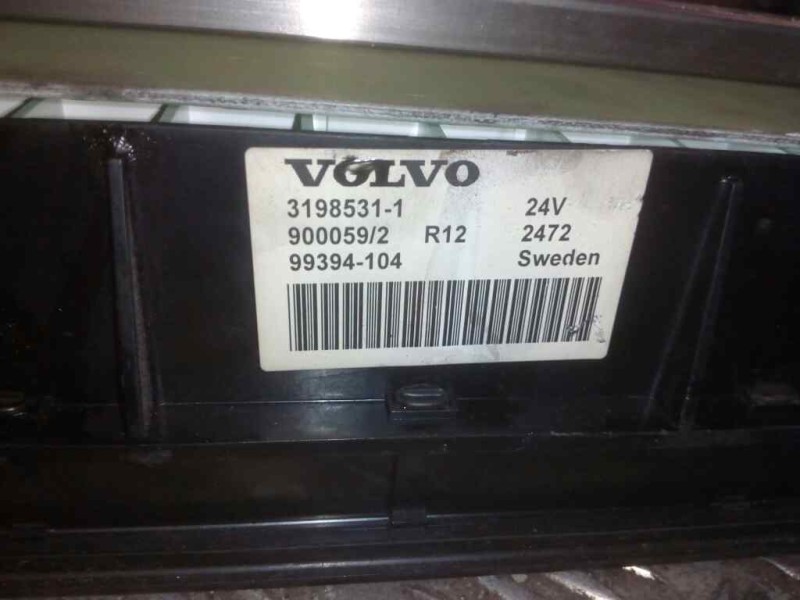 VOLVO
3198531-1 24V
900059/2 R12 2472
99394-104 Sweden